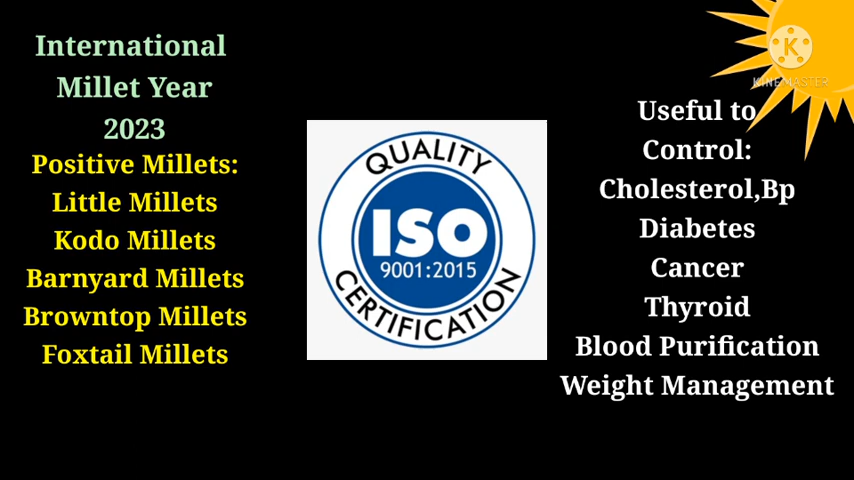 International
Millet Year
2023
Positive Millets:
Little Millets
Kodo Millets
Barnyard Millets
Browntop Millets
Foxtail Millets
QUALITY
ISO
9001:2015
CERTIFICATION
K
KINEMASTER
Useful to
Control:
Cholesterol,Bp
Diabetes
Cancer
Thyroid
Blood Purification
Weight Management